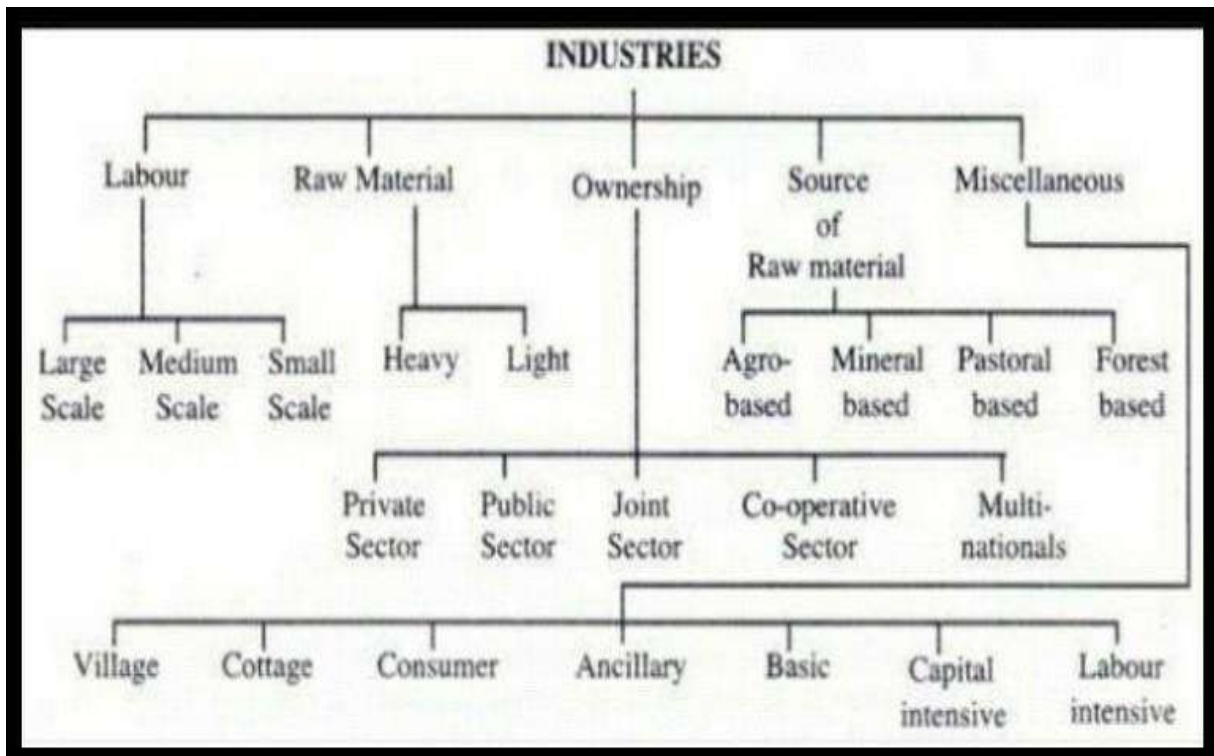 INDUSTRIES
Labour
Raw Material
Ownership
Source
of
Raw material
Miscellaneous
Large
Scale
Medium
Scale
Small
Scale
Heavy
Light
Agro-
based
Mineral
based
Pastoral
based
Forest
based
Private
Sector
Public
Sector
Joint
Sector
Co-operative
Sector
Multi-
nationals
Village
Cottage
Consumer
Ancillary
Basic
Capital
intensive
Labour
intensive